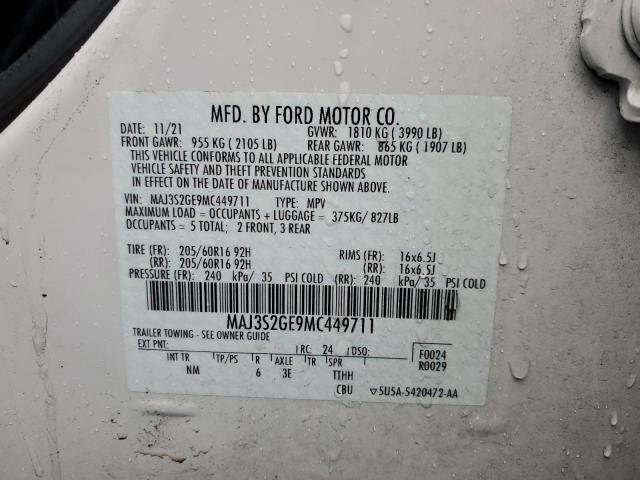 MFD. BY FORD MOTOR CO.
DATE: 11/21 GVWR: 1810 KG ( 3990 LB)
FRONT GAWR: 955 KG ( 2105 LB) REAR GAWR: 865 KG ( 1907 LB)
THIS VEHICLE CONFORMS TO ALL APPLICABLE FEDERAL MOTOR
VEHICLE SAFETY AND THEFT PREVENTION STANDARDS
IN EFFECT ON THE DATE OF MANUFACTURE SHOWN ABOVE.
VIN: MAJ3S2GE9MC449711 TYPE: MPV
MAXIMUM LOAD = OCCUPANTS + LUGGAGE = 375KG/ 827LB
OCCUPANTS = 5 TOTAL; 2 FRONT, 3 REAR
TIRE (FR): 205/60R16 92H RIMS (FR): 16x6.5J
(RR): 205/60R16 92H (RR): 16x6.5J
PRESSURE (FR): 240 kPa/ 35 PSI COLD (RR): 240 kPa/ 35 PSI COLD
MAJ3S2GE9MC449711
TRAILER TOWING - SEE OWNER GUIDE
EXT PNT: RC: 24 DSO: F0024
R0029
INT TR TP/PS R AXLE TR SPR
NM 6 3E TTHH
CBU 5U5A-5420472-AA